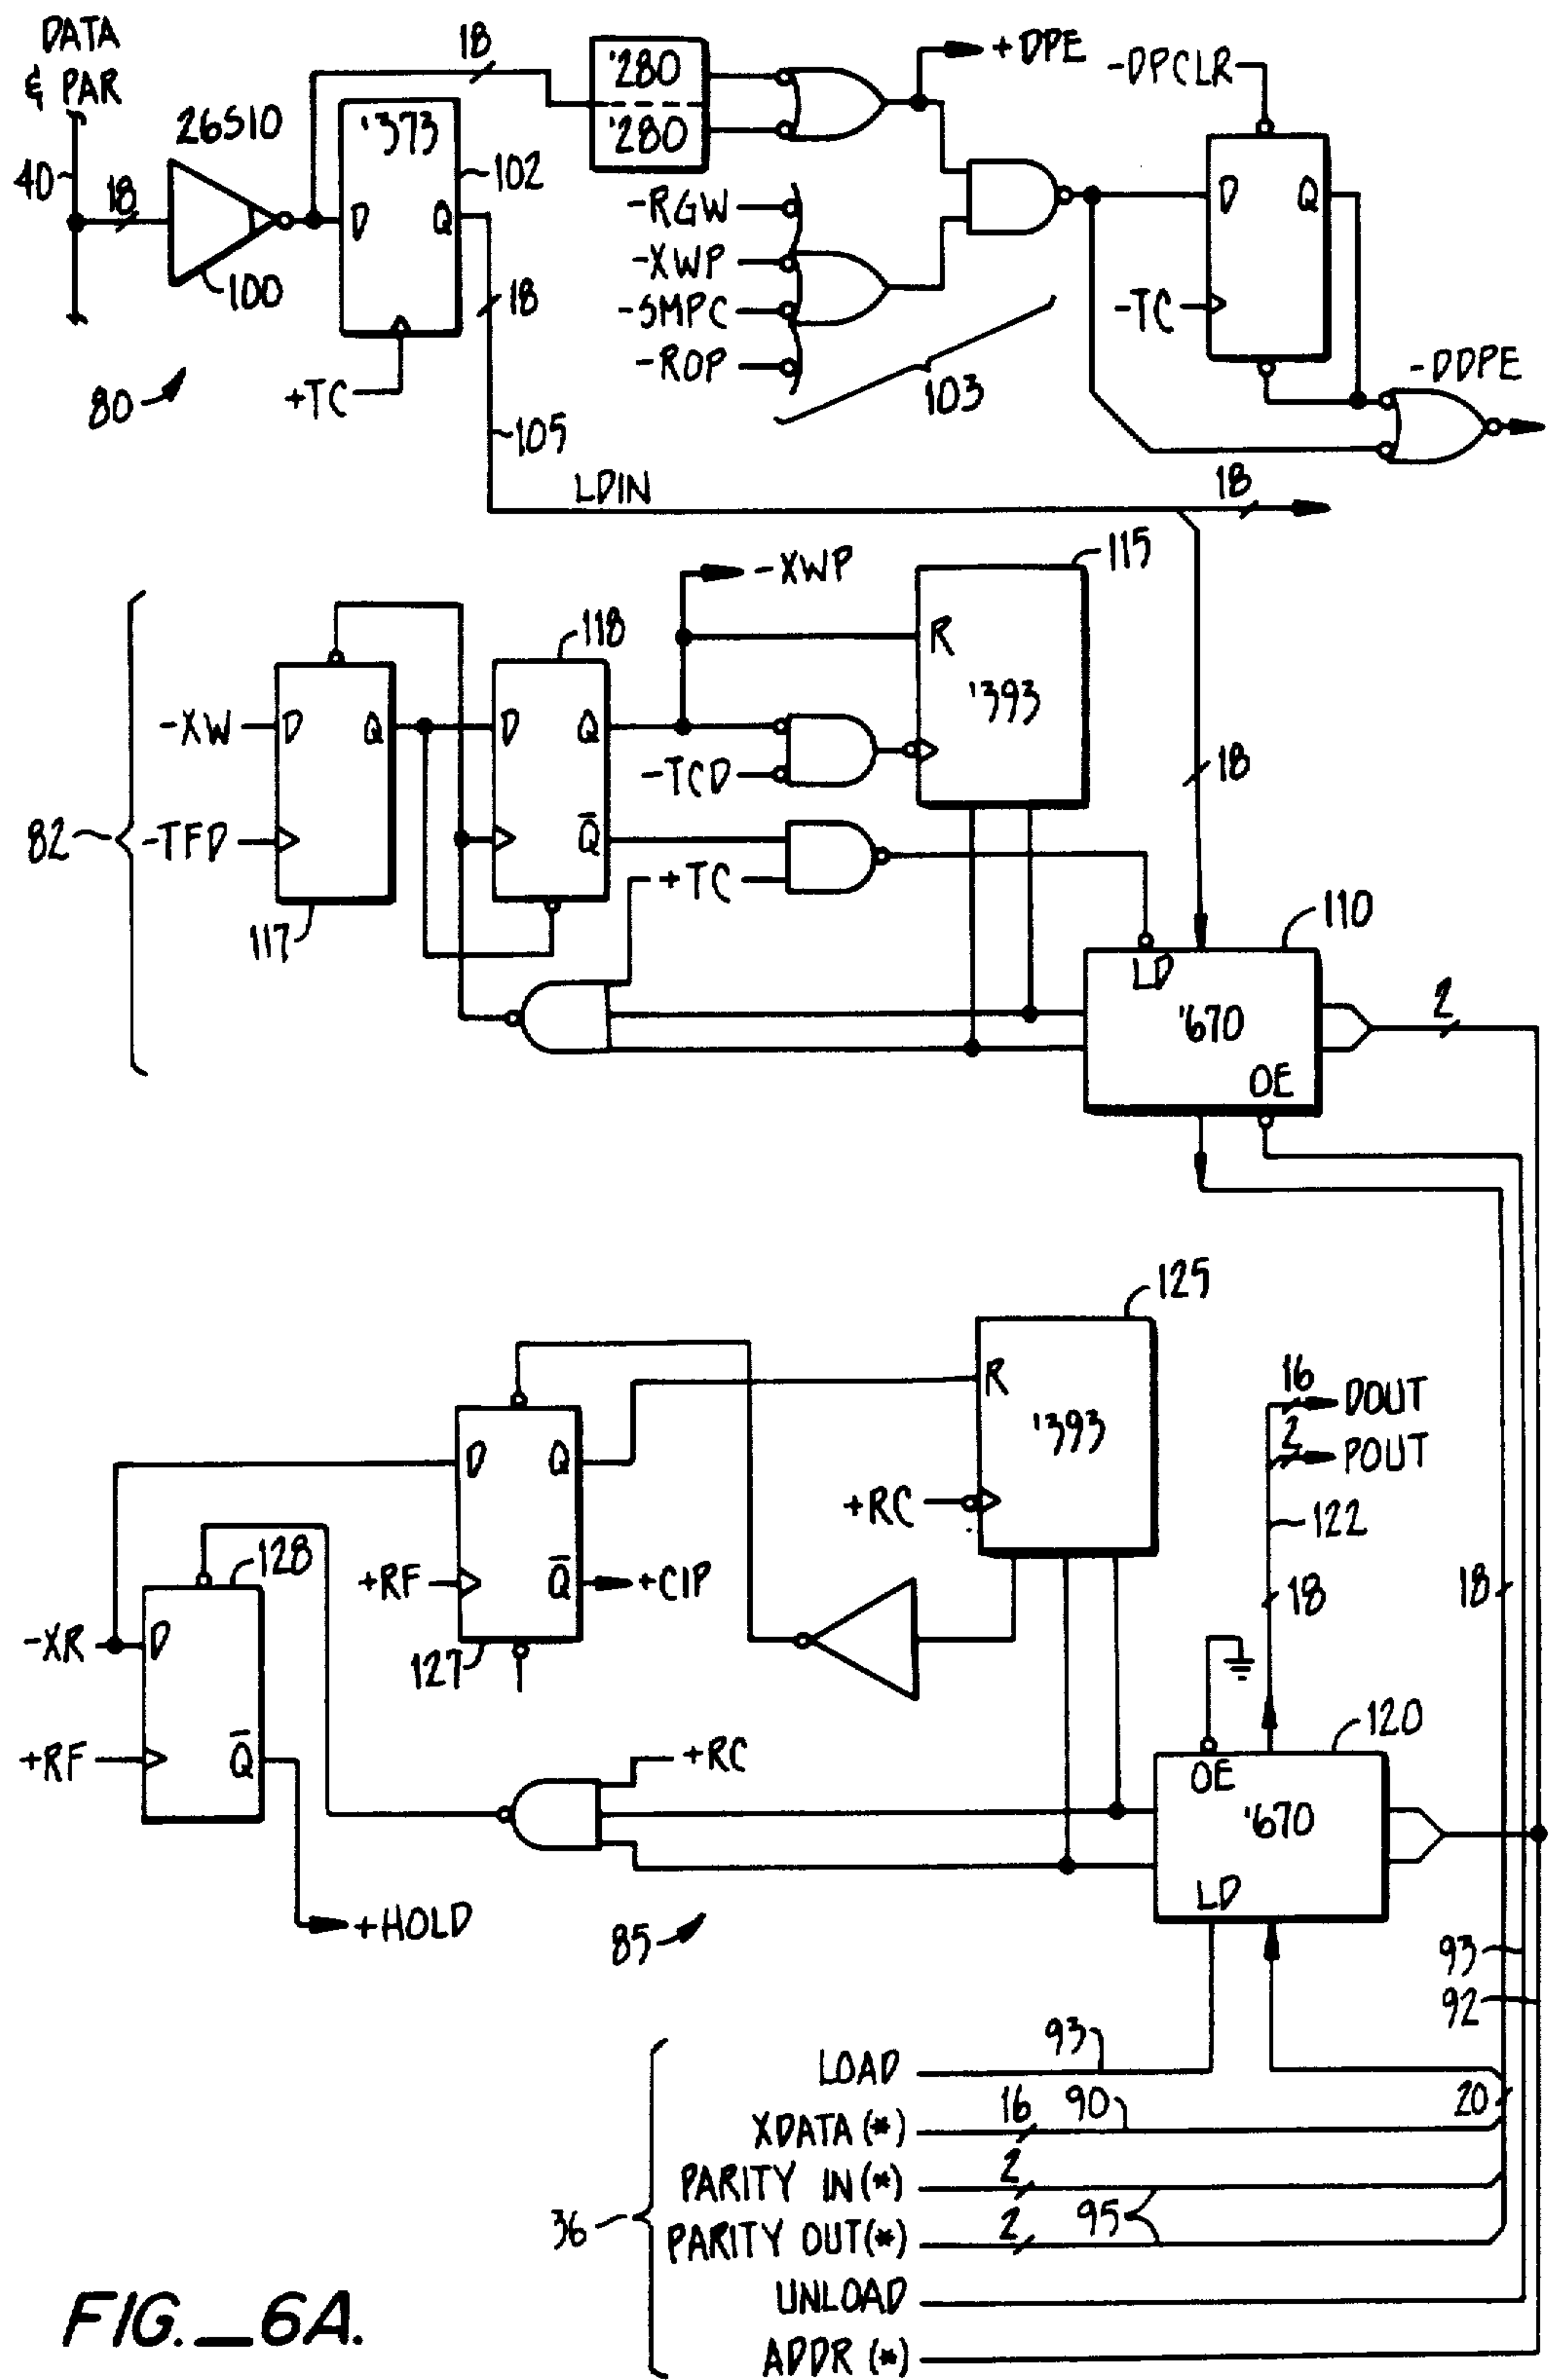 DATA
& PAR
40
18
26S10
100
80
18
'373
102
D
Q
+TC
18
105
'280
'280
+DPE
-RGW
-XWP
-SMPC
-ROP
103
-DPCLR
D
Q
-TC
-DDPE
LDIN
18
82
-XW
-TFD
D
Q
117
118
D
Q
Q̅
-XWP
-TCD
+TC
115
R
'393
18
110
LD
'670
OE
2
125
R
'393
+RC
D
Q
+RF
Q̅
+CIP
127
128
-XR
D
+RF
Q̅
+HOLD
+RC
85
16
DOUT
2
POUT
122
18
18
120
OE
'670
LD
93
92
36
LOAD
93
XDATA (*)
16
90
20
PARITY IN (*)
2
95
PARITY OUT (*)
2
UNLOAD
ADDR (*)
FIG._6A.